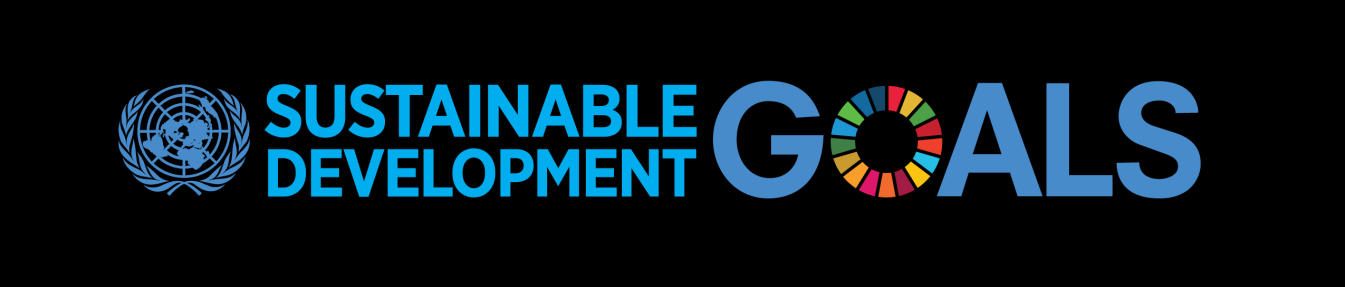 SUSTAINABLE
DEVELOPMENT
GOALS